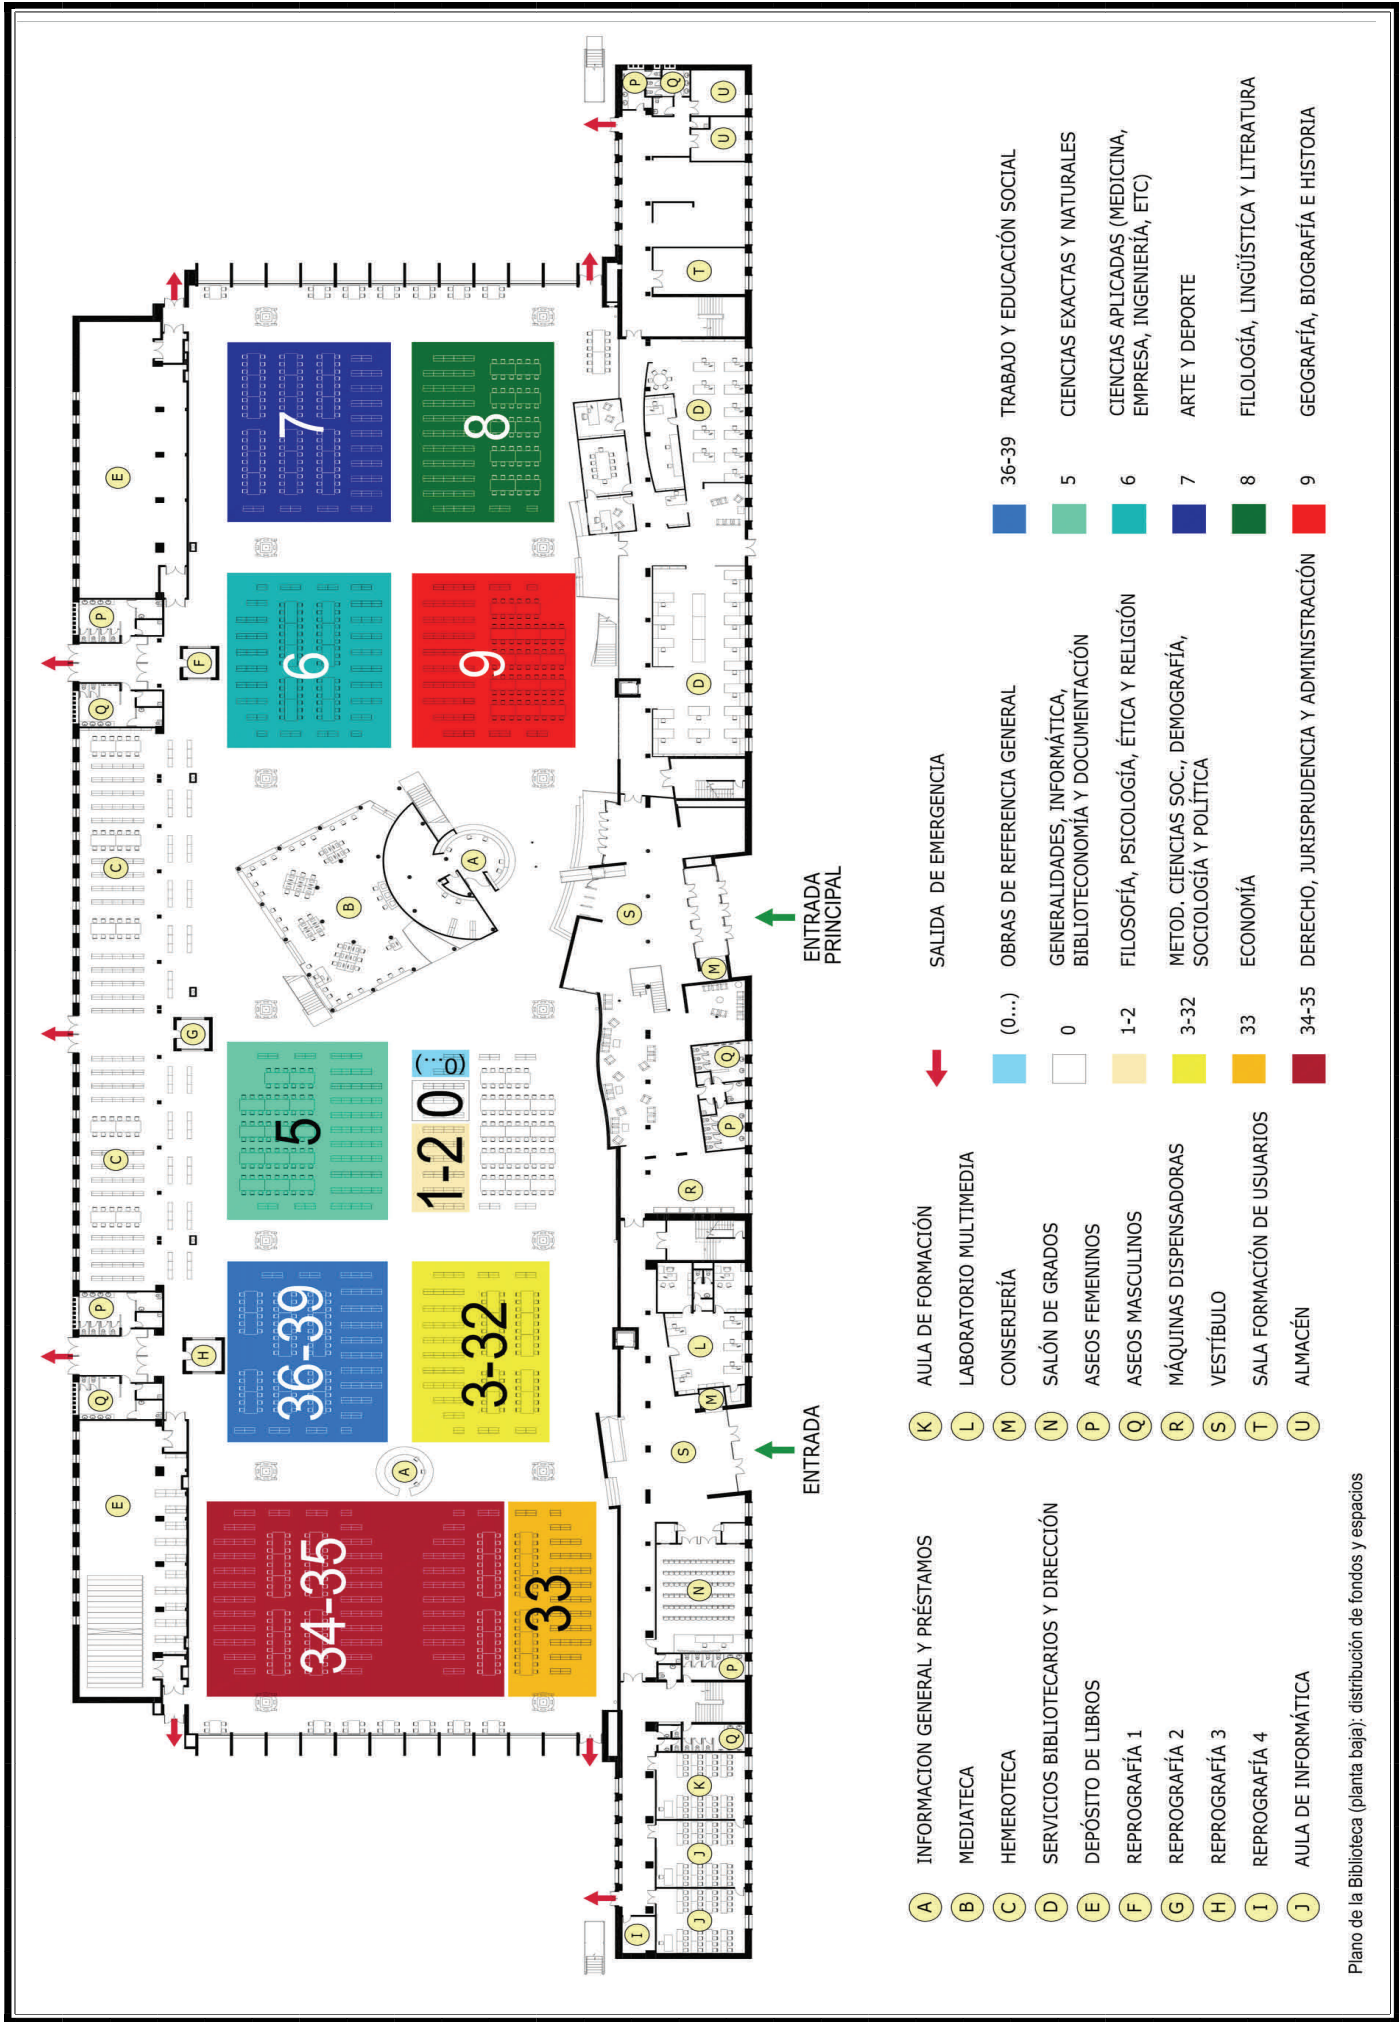 E
Q
P
C
C
Q
P
E
H
G
F
34-35
36-39
5
B
6
7
A
3-32
1-2
0
(0...)
A
9
8
33
I
S
P
Q
J
J
K
Q
P
N
S
M
L
R
P
Q
M
D
D
T
U
U
ENTRADA
ENTRADA
PRINCIPAL
A INFORMACION GENERAL Y PRÉSTAMOS
B MEDIATECA
C HEMEROTECA
D SERVICIOS BIBLIOTECARIOS Y DIRECCIÓN
E DEPÓSITO DE LIBROS
F REPROGRAFÍA 1
G REPROGRAFÍA 2
H REPROGRAFÍA 3
I REPROGRAFÍA 4
J AULA DE INFORMÁTICA
K AULA DE FORMACIÓN
L LABORATORIO MULTIMEDIA
M CONSERJERÍA
N SALÓN DE GRADOS
P ASEOS FEMENINOS
Q ASEOS MASCULINOS
R MÁQUINAS DISPENSADORAS
S VESTÍBULO
T SALA FORMACIÓN DE USUARIOS
U ALMACÉN
SALIDA DE EMERGENCIA
(0...) OBRAS DE REFERENCIA GENERAL
0 GENERALIDADES, INFORMÁTICA,
BIBLIOTECONOMÍA Y DOCUMENTACIÓN
1-2 FILOSOFÍA, PSICOLOGÍA, ÉTICA Y RELIGIÓN
3-32 METOD. CIENCIAS SOC., DEMOGRAFÍA,
SOCIOLOGÍA Y POLÍTICA
33 ECONOMÍA
34-35 DERECHO, JURISPRUDENCIA Y ADMINISTRACIÓN
36-39 TRABAJO Y EDUCACIÓN SOCIAL
5 CIENCIAS EXACTAS Y NATURALES
6 CIENCIAS APLICADAS (MEDICINA,
EMPRESA, INGENIERÍA, ETC)
7 ARTE Y DEPORTE
8 FILOLOGÍA, LINGÜÍSTICA Y LITERATURA
9 GEOGRAFÍA, BIOGRAFÍA E HISTORIA
Plano de la Biblioteca (planta baja): distribución de fondos y espacios